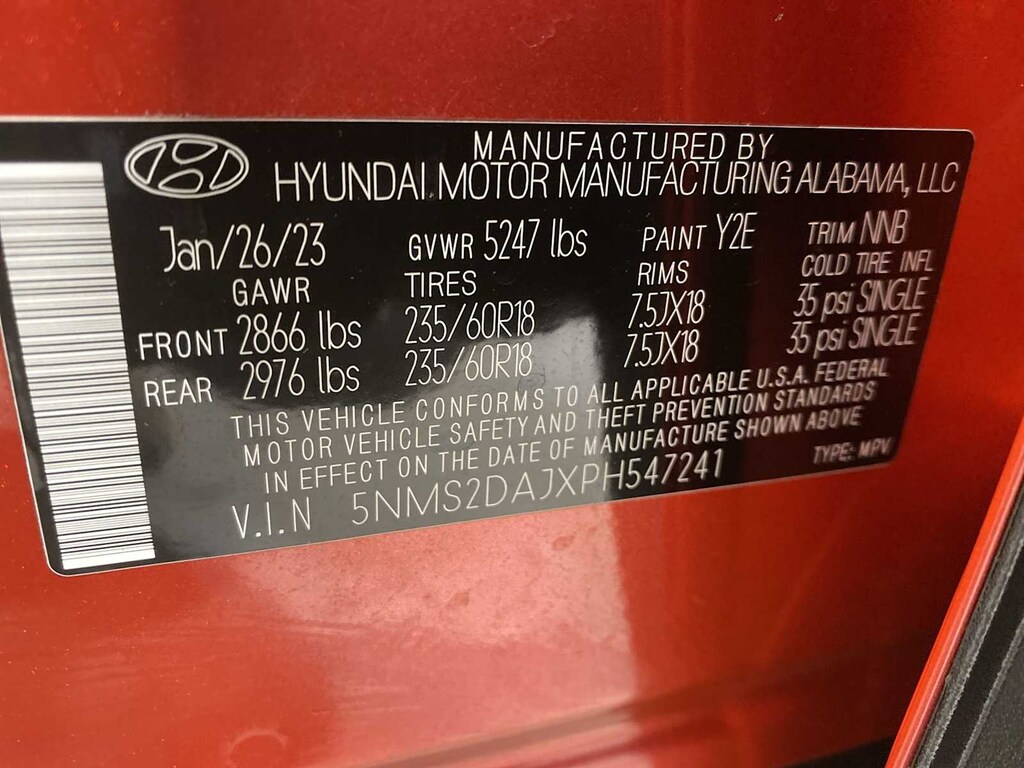 MANUFACTURED BY
HYUNDAI MOTOR MANUFACTURING ALABAMA, LLC
Jan/26/23 GVWR 5247 lbs PAINT Y2E TRIM NNB
GAWR TIRES RIMS COLD TIRE INFL
FRONT 2866 lbs 235/60R18 7.5JX18 35 psi SINGLE
REAR 2976 lbs 235/60R18 7.5JX18 35 psi SINGLE
THIS VEHICLE CONFORMS TO ALL APPLICABLE U.S.A. FEDERAL
MOTOR VEHICLE SAFETY AND THEFT PREVENTION STANDARDS
IN EFFECT ON THE DATE OF MANUFACTURE SHOWN ABOVE
V.I.N 5NMS2DAJXPH547241 TYPE: MPV